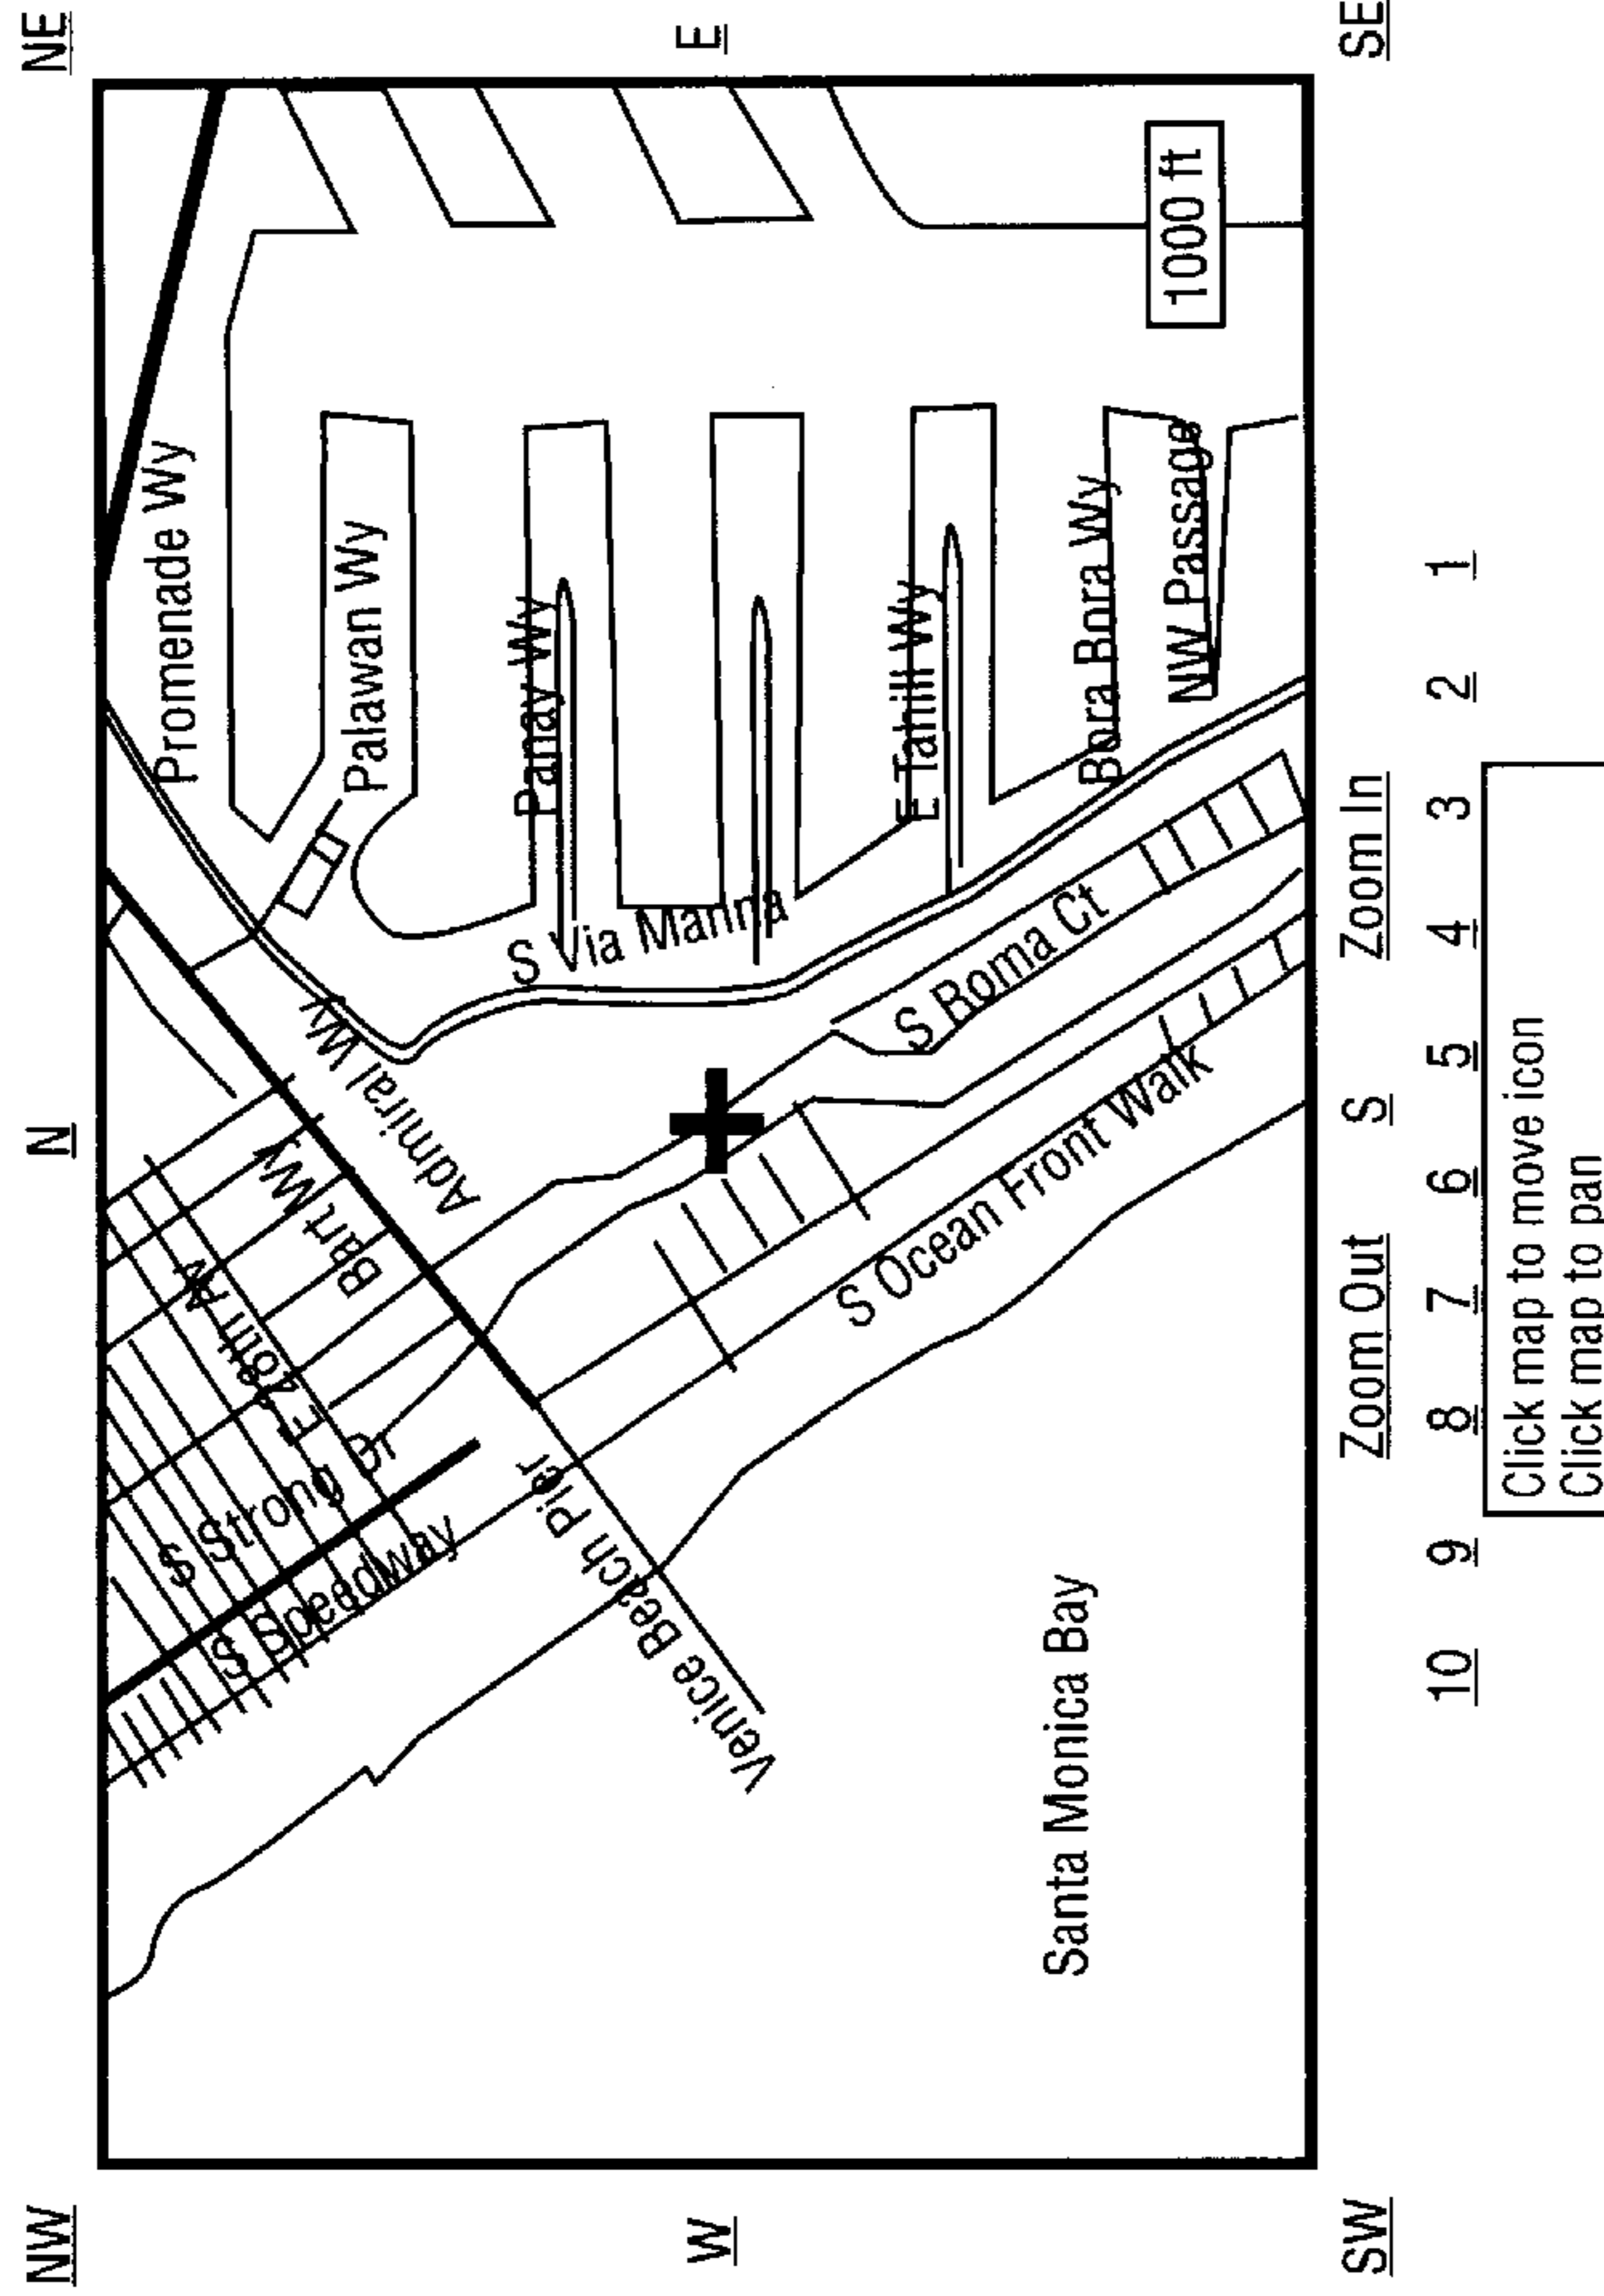 NW
N
NE
Promenade Wy
Palawan Wy
Admiral Wy
Bart Wy
E 28th A
S Strong Dr
S Speedway
Panay Wy
S Via Marina
Venice Beach Pier
W
E
E Tahiti Wy
S Roma Ct
S Ocean Front Walk
Bora Bora Wy
NW Passage
Santa Monica Bay
1000 ft
SW
Zoom Out
S
Zoom In
SE
10
9
8
7
6
5
4
3
2
1
Click map to move icon
Click map to pan